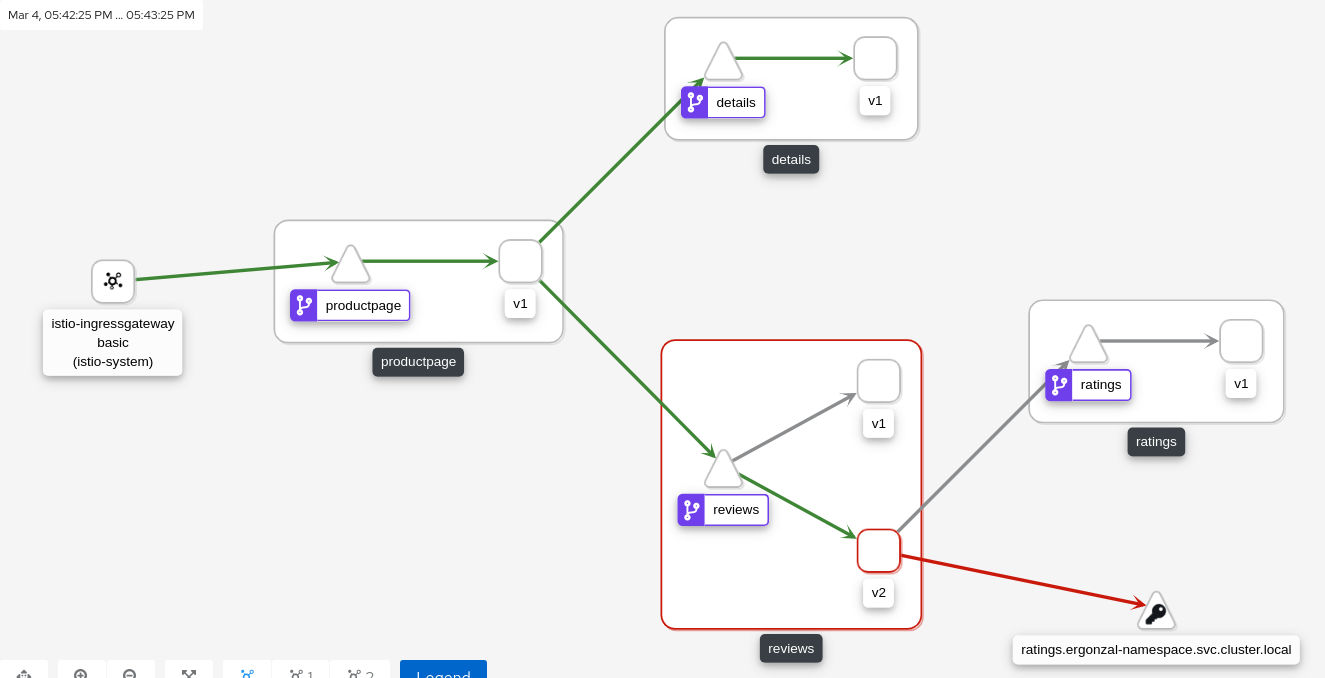 Mar 4, 05:42:25 PM ... 05:43:25 PM
details
v1
details
istio-ingressgateway
basic
(istio-system)
productpage
v1
productpage
v1
reviews
v2
reviews
ratings
v1
ratings
ratings.ergonzal-namespace.svc.cluster.local
1
2
Legend